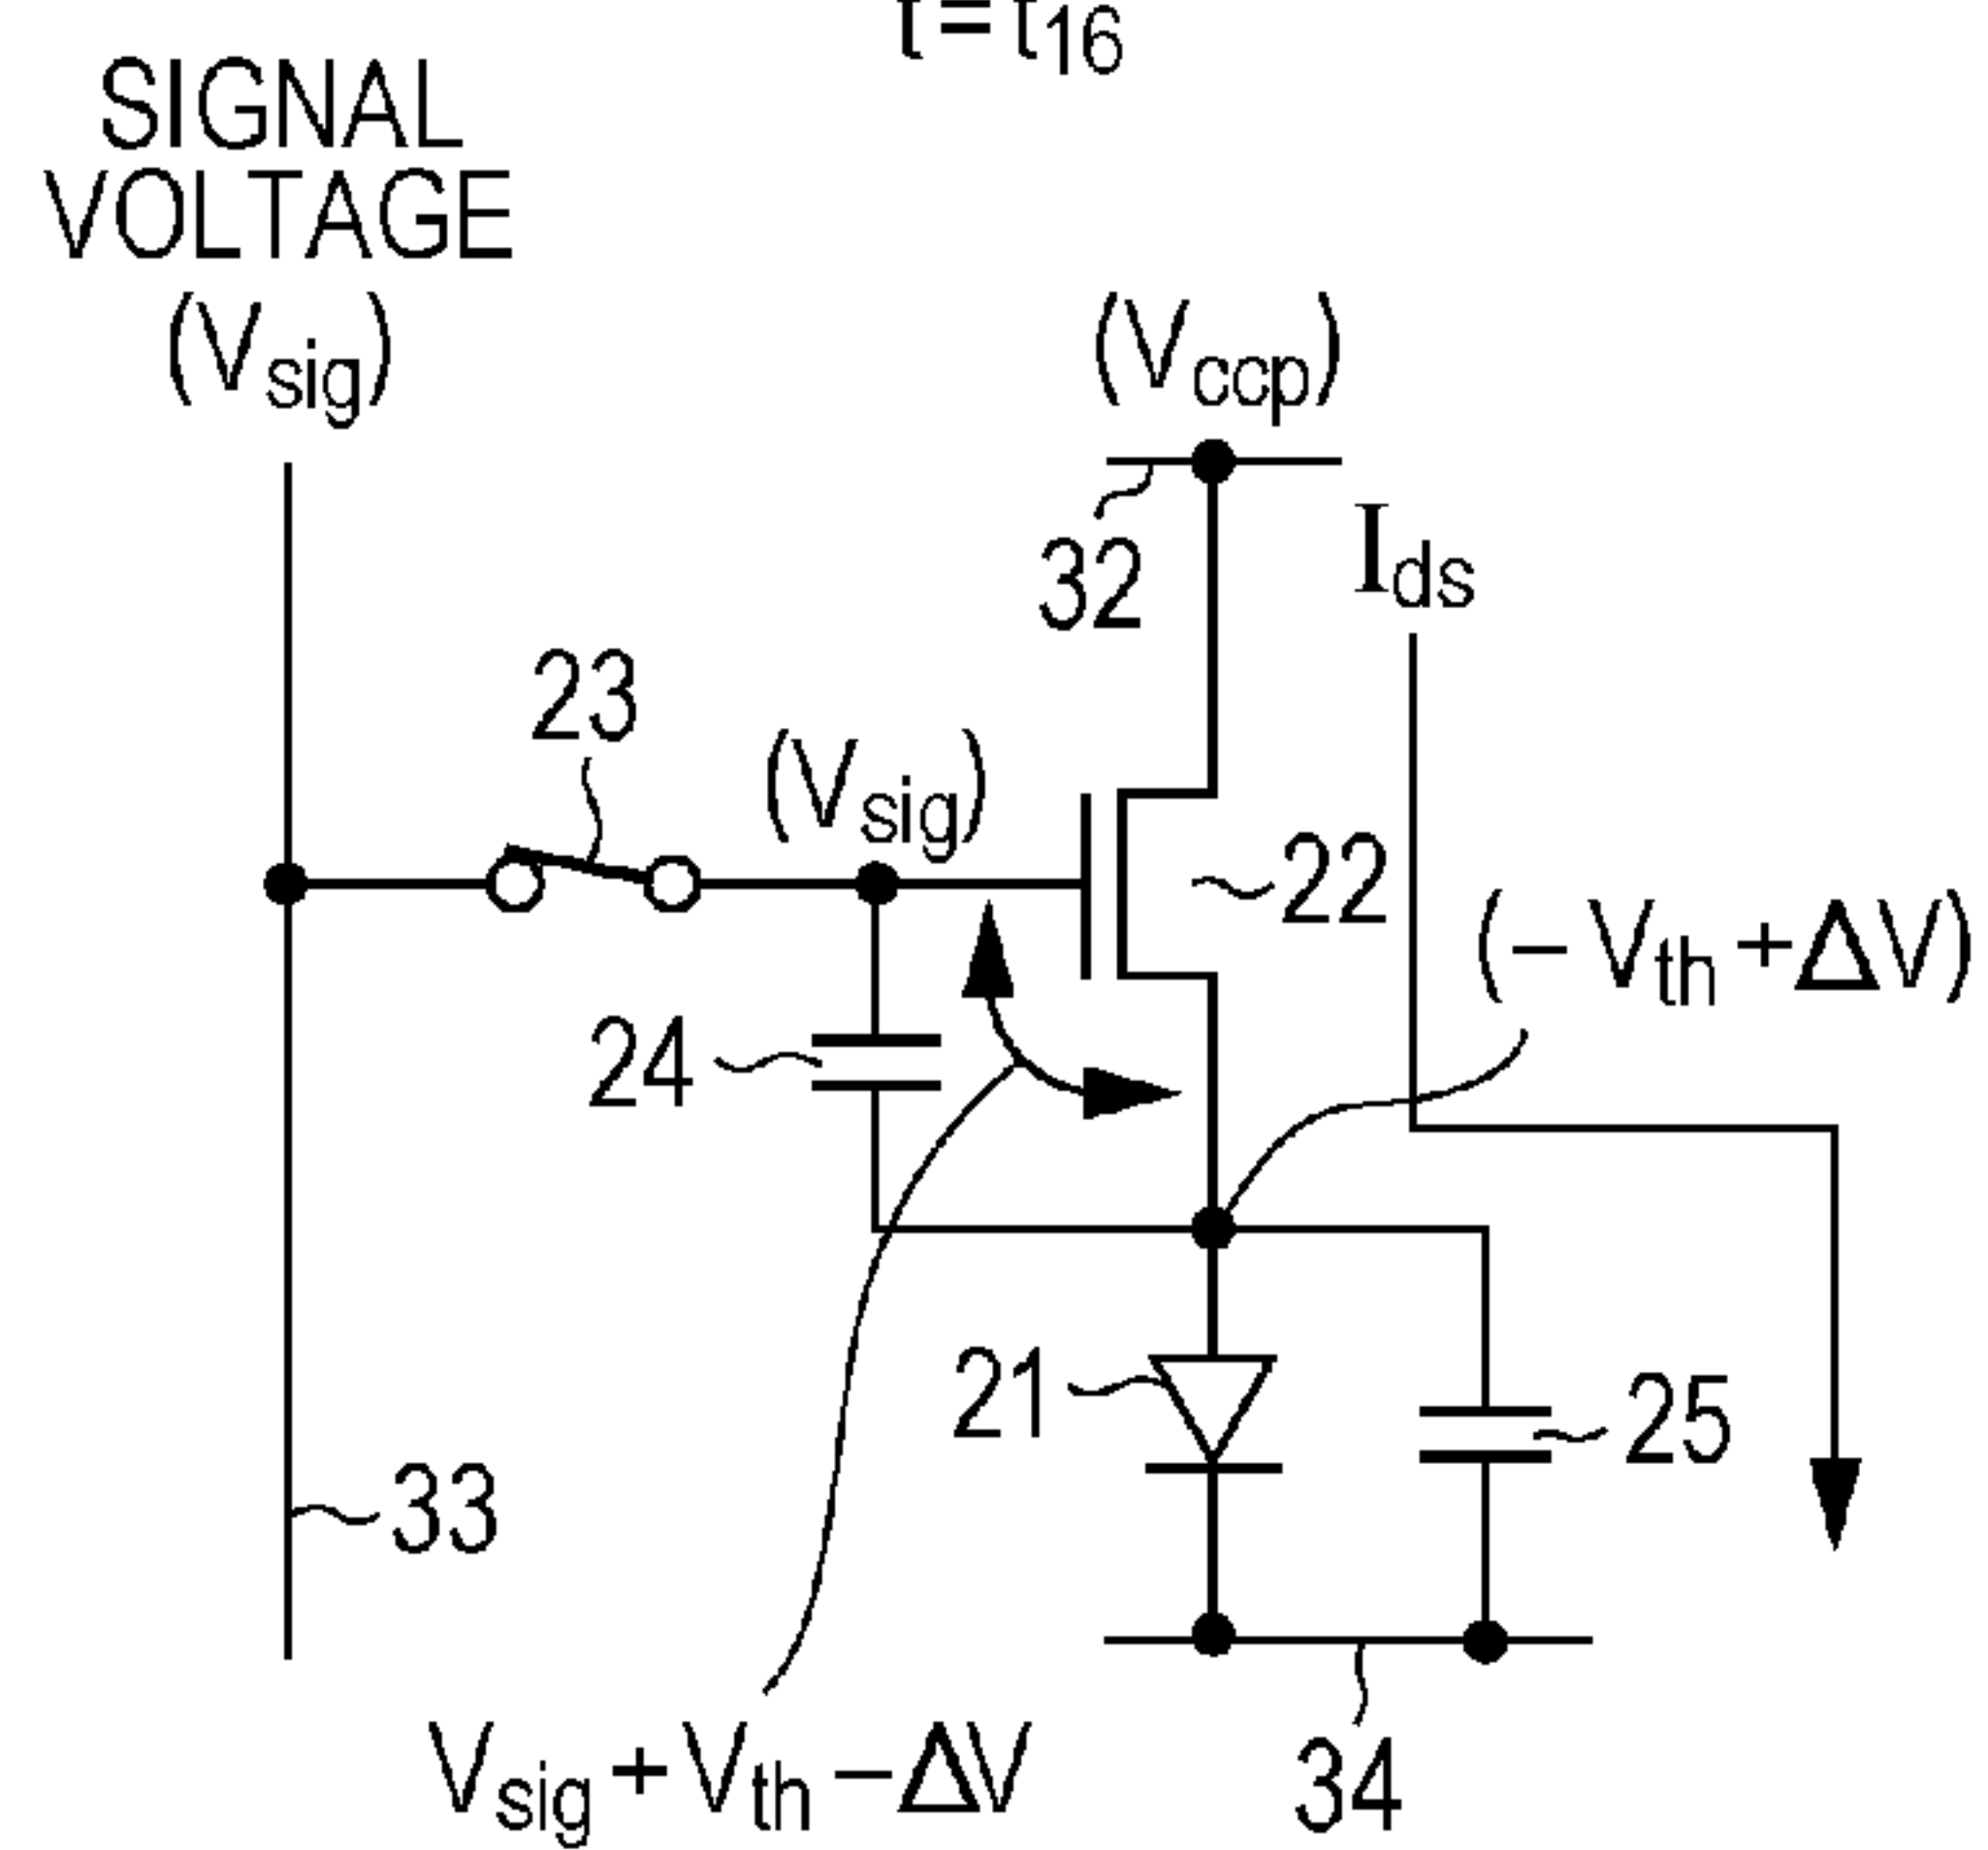 t = t16
SIGNAL
VOLTAGE
(Vsig)
(Vccp)
32
Ids
23
(Vsig)
22
(– Vth + ΔV)
24
21
25
33
Vsig + Vth – ΔV
34